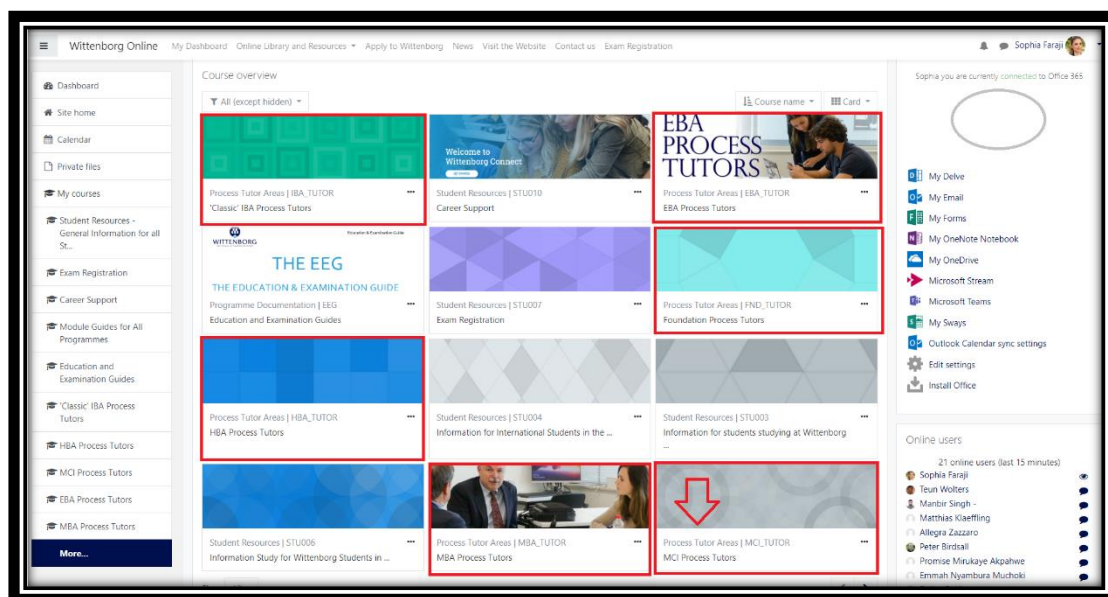 Wittenborg Online My Dashboard Online Library and Resources Apply to Wittenborg News Visit the Website Contact us Exam Registration Sophia Faraji
Dashboard
Site home
Calendar
Private files
My courses
Student Resources -
General Information for all
St...
Exam Registration
Career Support
Module Guides for All
Programmes
Education and
Examination Guides
'Classic' IBA Process
Tutors
HBA Process Tutors
MCI Process Tutors
EBA Process Tutors
MBA Process Tutors
More...
Course overview
All (except hidden) Course name Card
Process Tutor Areas | IBA_TUTOR
'Classic' IBA Process Tutors
Welcome to
Wittenborg Connect
Student Resources | STU010
Career Support
EBA
PROCESS
TUTORS
Process Tutor Areas | EBA_TUTOR
EBA Process Tutors
WITTENBORG
Education & Examination Guide
THE EEG
THE EDUCATION & EXAMINATION GUIDE
Programme Documentation | EEG
Education and Examination Guides
Student Resources | STU007
Exam Registration
Process Tutor Areas | FND_TUTOR
Foundation Process Tutors
Process Tutor Areas | HBA_TUTOR
HBA Process Tutors
Student Resources | STU004
Information for International Students in the ...
Student Resources | STU003
Information for students studying at Wittenborg
...
Student Resources | STU006
Information Study for Wittenborg Students in ...
Process Tutor Areas | MBA_TUTOR
MBA Process Tutors
Process Tutor Areas | MCI_TUTOR
MCI Process Tutors
Sophia you are currently connected to Office 365
My Delve
My Email
My Forms
My OneNote Notebook
My OneDrive
Microsoft Stream
Microsoft Teams
My Sways
Outlook Calendar sync settings
Edit settings
Install Office
Online users
21 online users (last 15 minutes)
Sophia Faraji
Teun Wolters
Manbir Singh -
Matthias Klaeffling
Allegra Zazzaro
Peter Birdsall
Promise Mirukaye Akpahwe
Emmah Nyambura Muchoki